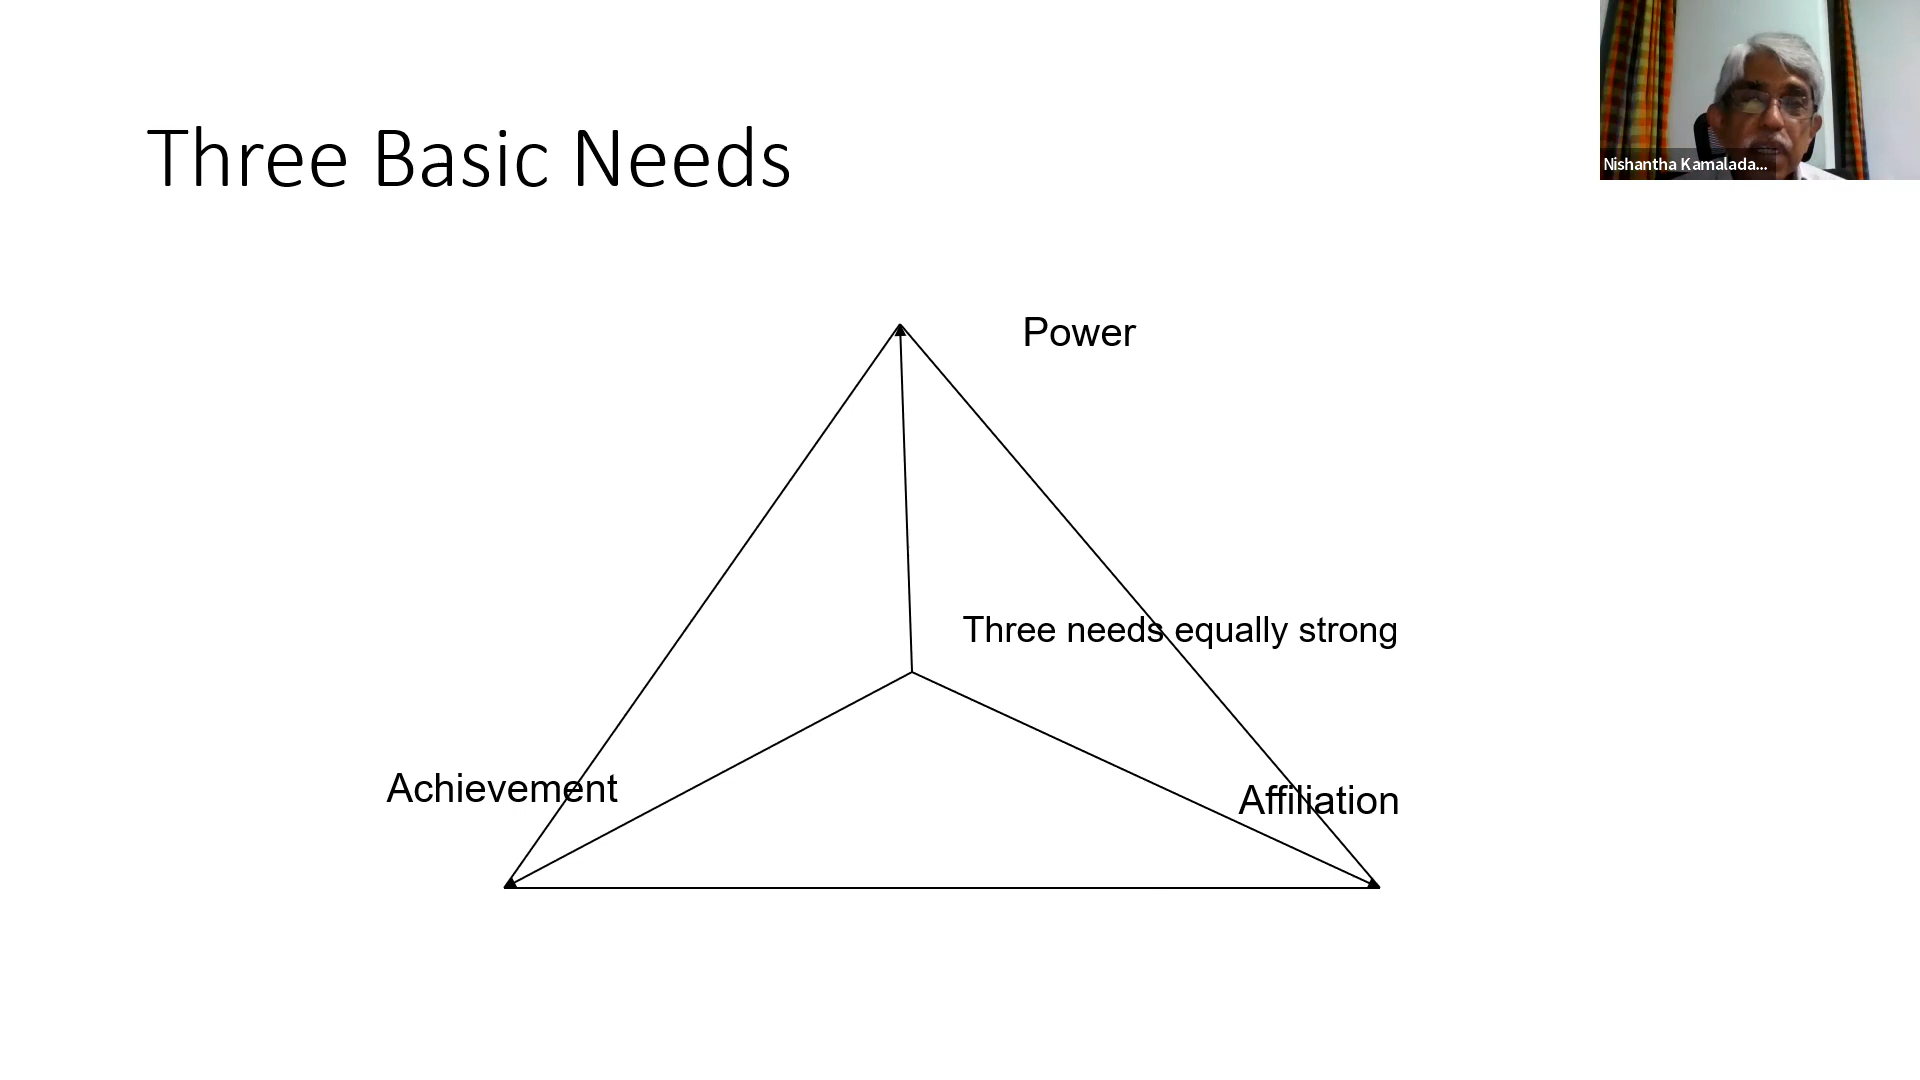 Three Basic Needs
Nishantha Kamalada...
Power
Three needs equally strong
Achievement
Affiliation